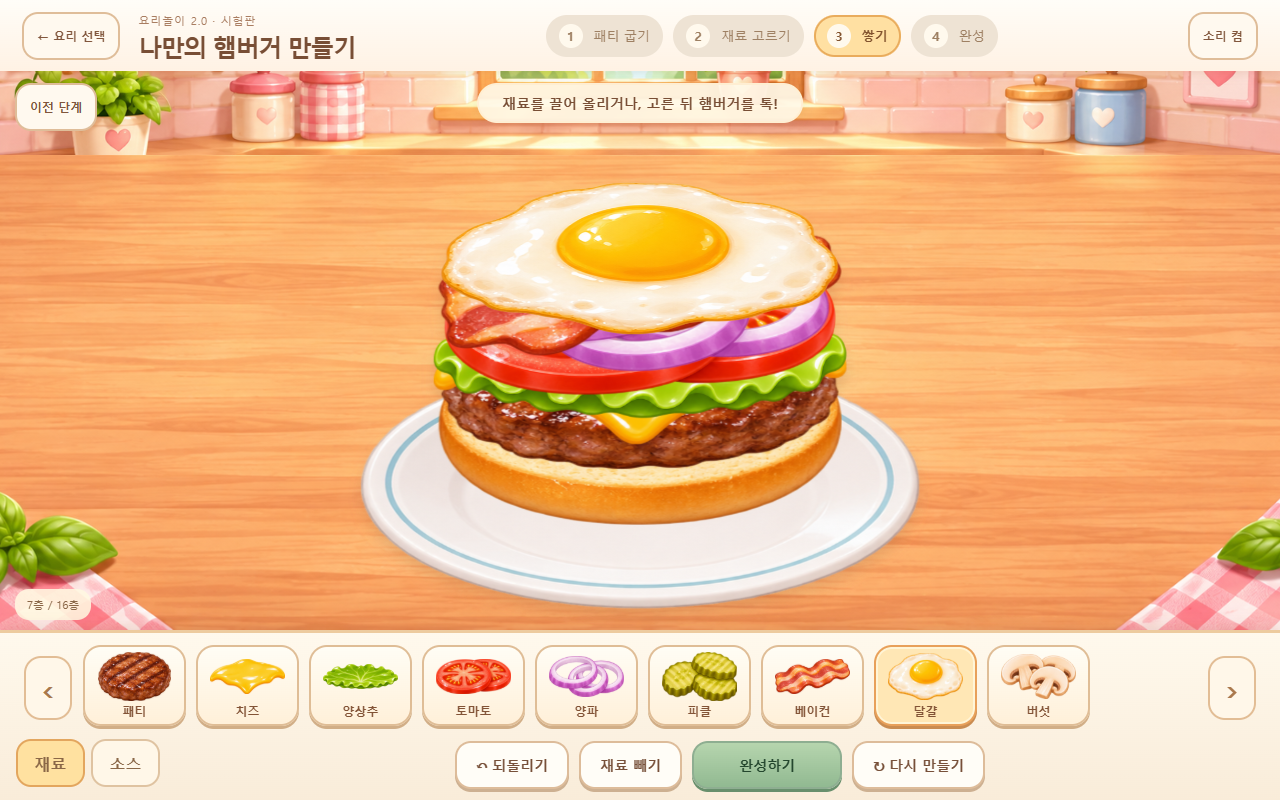 ← 요리 선택
요리놀이 2.0 · 시험판
나만의 햄버거 만들기
1 패티 굽기
2 재료 고르기
3 쌓기
4 완성
소리 켬
이전 단계
재료를 끌어 올리거나, 고른 뒤 햄버거를 톡!
7층 / 16층
‹
패티
치즈
양상추
토마토
양파
피클
베이컨
달걀
버섯
›
재료
소스
↶ 되돌리기
재료 빼기
완성하기
↻ 다시 만들기